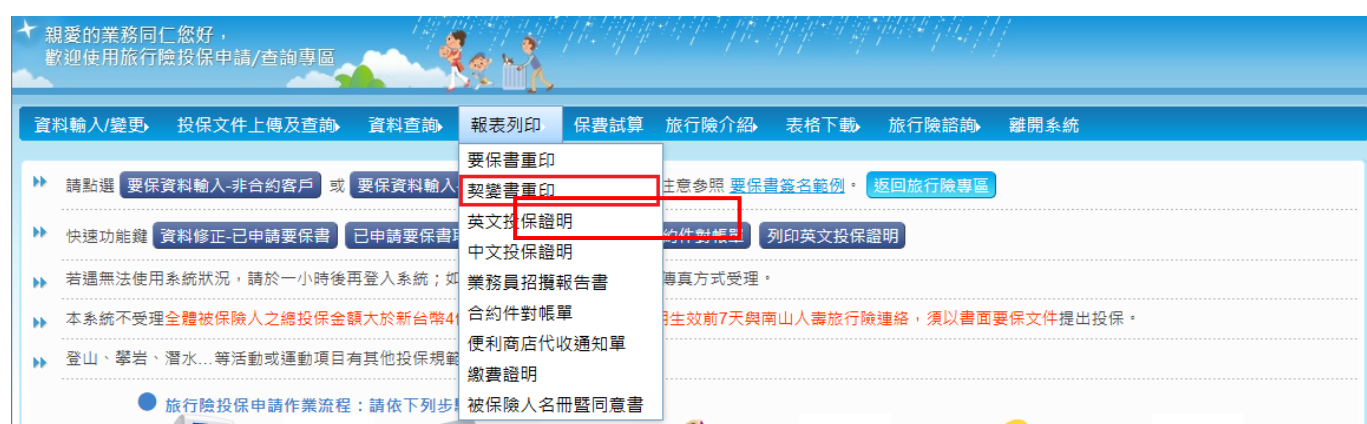 親愛的業務同仁您好，
歡迎使用旅行險投保申請/查詢專區
資料輸入/變更 投保文件上傳及查詢 資料查詢 報表列印 保費試算 旅行險介紹 表格下載 旅行險諮詢 離開系統
要保書重印
請點選 要保資料輸入-非合約客戶 或 要保資料輸入 注意參照 要保書簽名範例。 返回旅行險專區
契變書重印
英文投保證明
快速功能鍵 資料修正-已申請要保書 已申請要保書 約件對帳單 列印英文投保證明
中文投保證明
若遇無法使用系統狀況，請於一小時後再登入系統；如 傳真方式受理。
業務員招攬報告書
合約件對帳單
本系統不受理全體被保險人之總投保金額大於新台幣4 生效前7天與南山人壽旅行險連絡，須以書面要保文件提出投保。
便利商店代收通知單
登山、攀岩、潛水...等活動或運動項目有其他投保規範
繳費證明
旅行險投保申請作業流程：請依下列步
被保險人名冊暨同意書